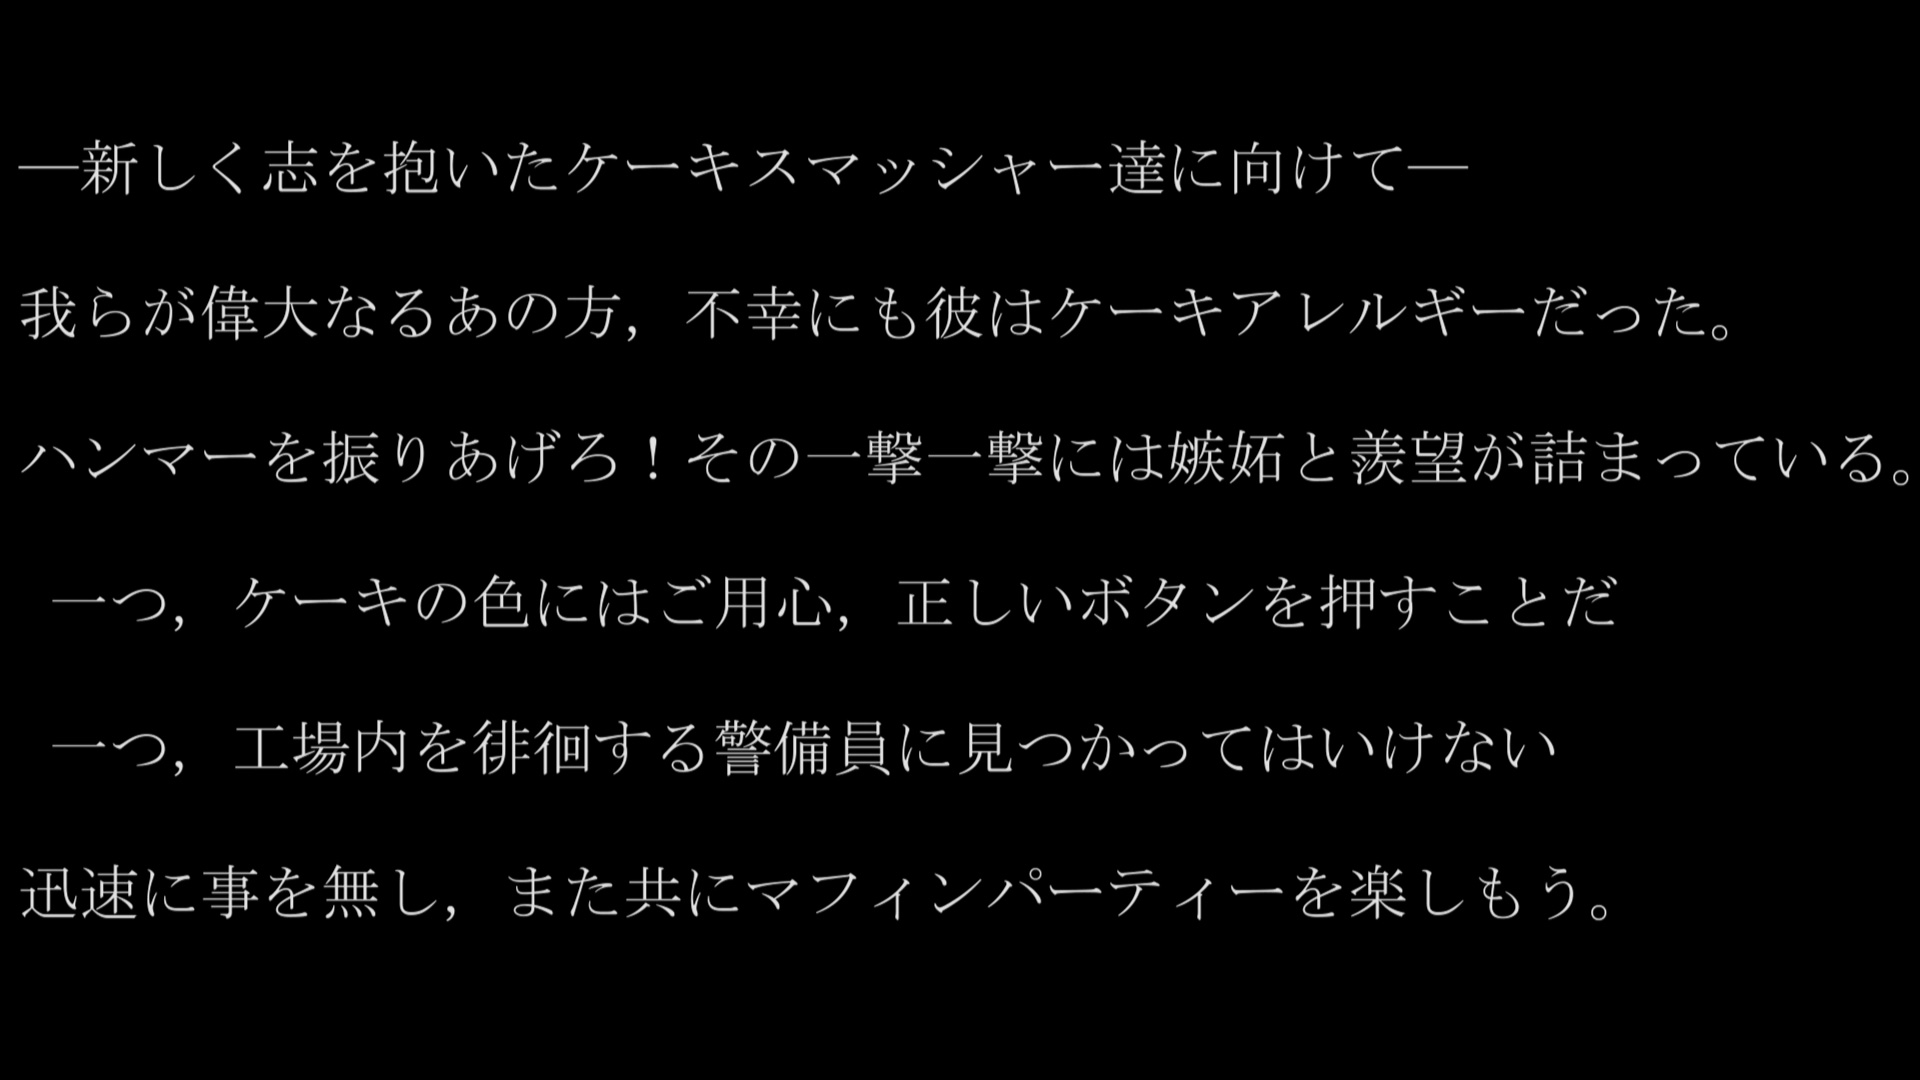 ―新しく志を抱いたケーキスマッシャー達に向けて―
我らが偉大なるあの方，不幸にも彼はケーキアレルギーだった。
ハンマーを振りあげろ！その一撃一撃には嫉妬と羨望が詰まっている。
一つ，ケーキの色にはご用心，正しいボタンを押すことだ
一つ，工場内を徘徊する警備員に見つかってはいけない
迅速に事を無し，また共にマフィンパーティーを楽しもう。